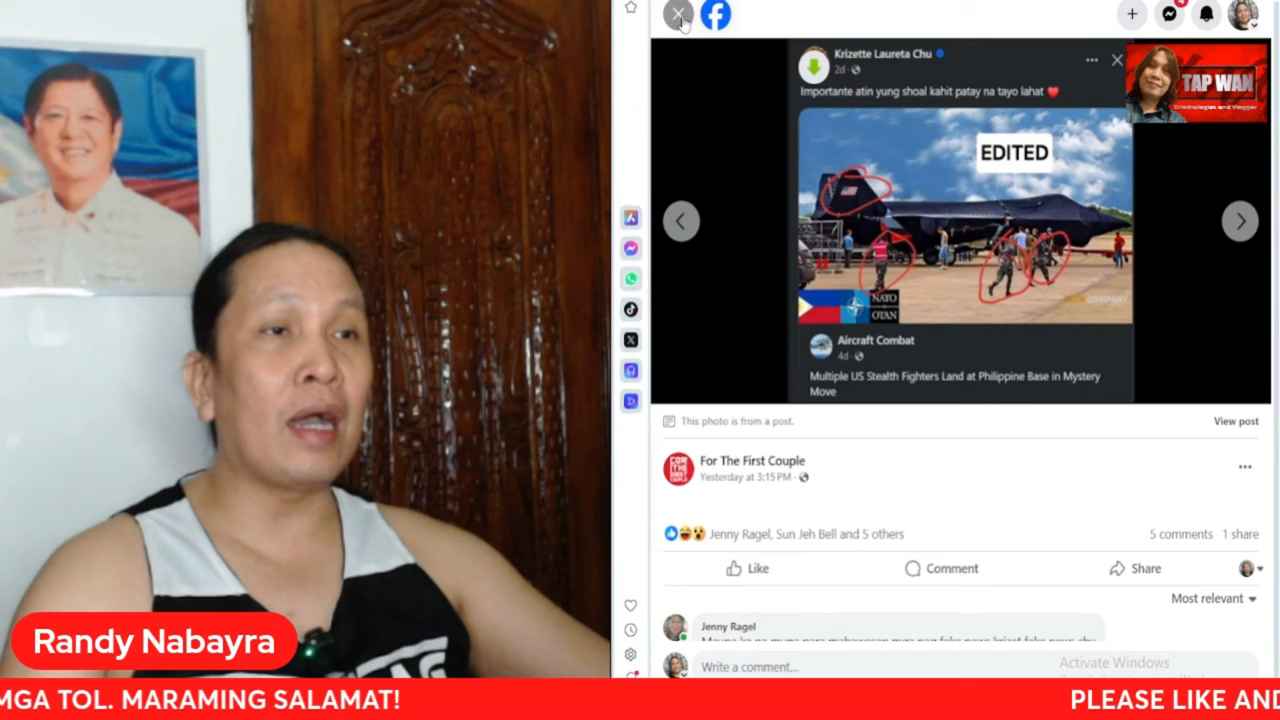 Krizette Laureta Chu
2d
Importante atin yung shoal kahit patay na tayo lahat
EDITED
NATO
OTAN
Aircraft Combat
4d
Multiple US Stealth Fighters Land at Philippine Base in Mystery
Move
TAP WAN
Criminologist and Vlogger
4
This photo is from a post.
View post
For The First Couple
Yesterday at 3:15 PM
Jenny Ragel, Sun Jeh Bell and 5 others
5 comments 1 share
Like
Comment
Share
Most relevant
Jenny Ragel
Write a comment...
Activate Windows
Randy Nabayra
MGA TOL. MARAMING SALAMAT!
PLEASE LIKE AND